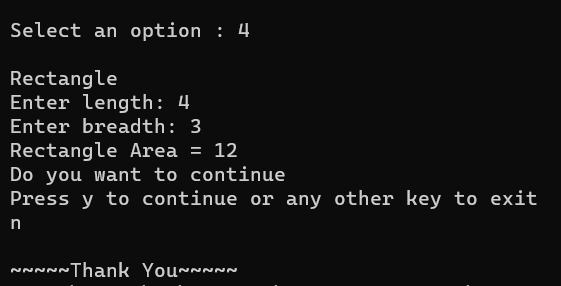 Select an option : 4
Rectangle
Enter length: 4
Enter breadth: 3
Rectangle Area = 12
Do you want to continue
Press y to continue or any other key to exit
n
~~~~~Thank You~~~~~